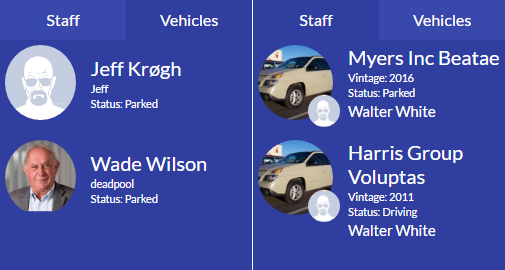 Staff
Vehicles
Jeff Krøgh
Jeff
Status: Parked
Wade Wilson
deadpool
Status: Parked
Staff
Vehicles
Myers Inc Beatae
Vintage: 2016
Status: Parked
Walter White
Harris Group
Voluptas
Vintage: 2011
Status: Driving
Walter White